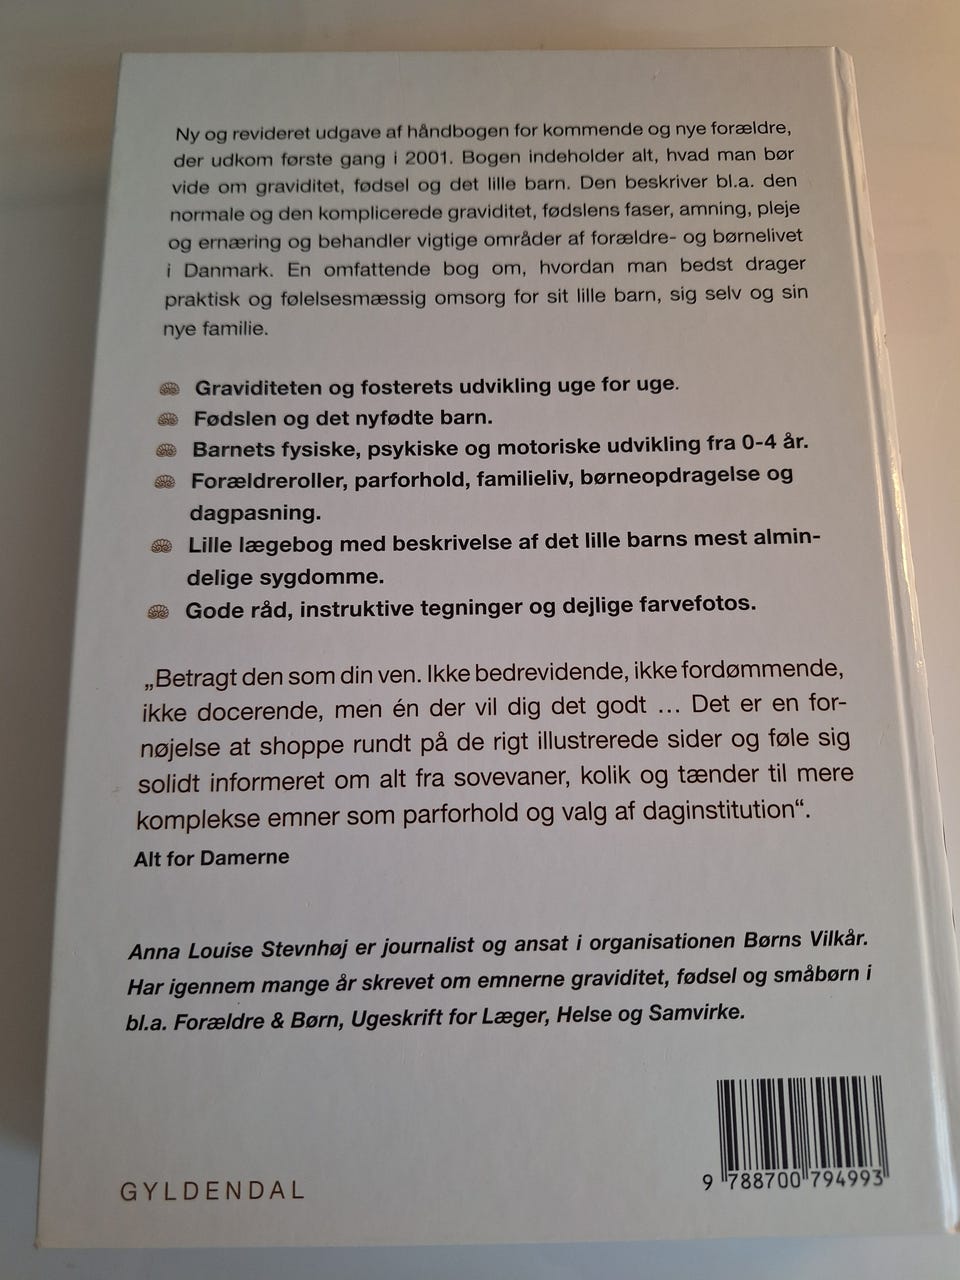 Ny og revideret udgave af håndbogen for kommende og nye forældre,
der udkom første gang i 2001. Bogen indeholder alt, hvad man bør
vide om graviditet, fødsel og det lille barn. Den beskriver bl.a. den
normale og den komplicerede graviditet, fødslens faser, amning, pleje
og ernæring og behandler vigtige områder af forældre- og børnelivet
i Danmark. En omfattende bog om, hvordan man bedst drager
praktisk og følelsesmæssig omsorg for sit lille barn, sig selv og sin
nye familie.
Graviditeten og fosterets udvikling uge for uge.
Fødslen og det nyfødte barn.
Barnets fysiske, psykiske og motoriske udvikling fra 0-4 år.
Forældreroller, parforhold, familieliv, børneopdragelse og
dagpasning.
Lille lægebog med beskrivelse af det lille barns mest almin-
delige sygdomme.
Gode råd, instruktive tegninger og dejlige farvefotos.
„Betragt den som din ven. Ikke bedrevidende, ikke fordømmende,
ikke docerende, men én der vil dig det godt ... Det er en for-
nøjelse at shoppe rundt på de rigt illustrerede sider og føle sig
solidt informeret om alt fra sovevaner, kolik og tænder til mere
komplekse emner som parforhold og valg af daginstitution“.
Alt for Damerne
Anna Louise Stevnhøj er journalist og ansat i organisationen Børns Vilkår.
Har igennem mange år skrevet om emnerne graviditet, fødsel og småbørn i
bl.a. Forældre & Børn, Ugeskrift for Læger, Helse og Samvirke.
GYLDENDAL
9 788700 794993